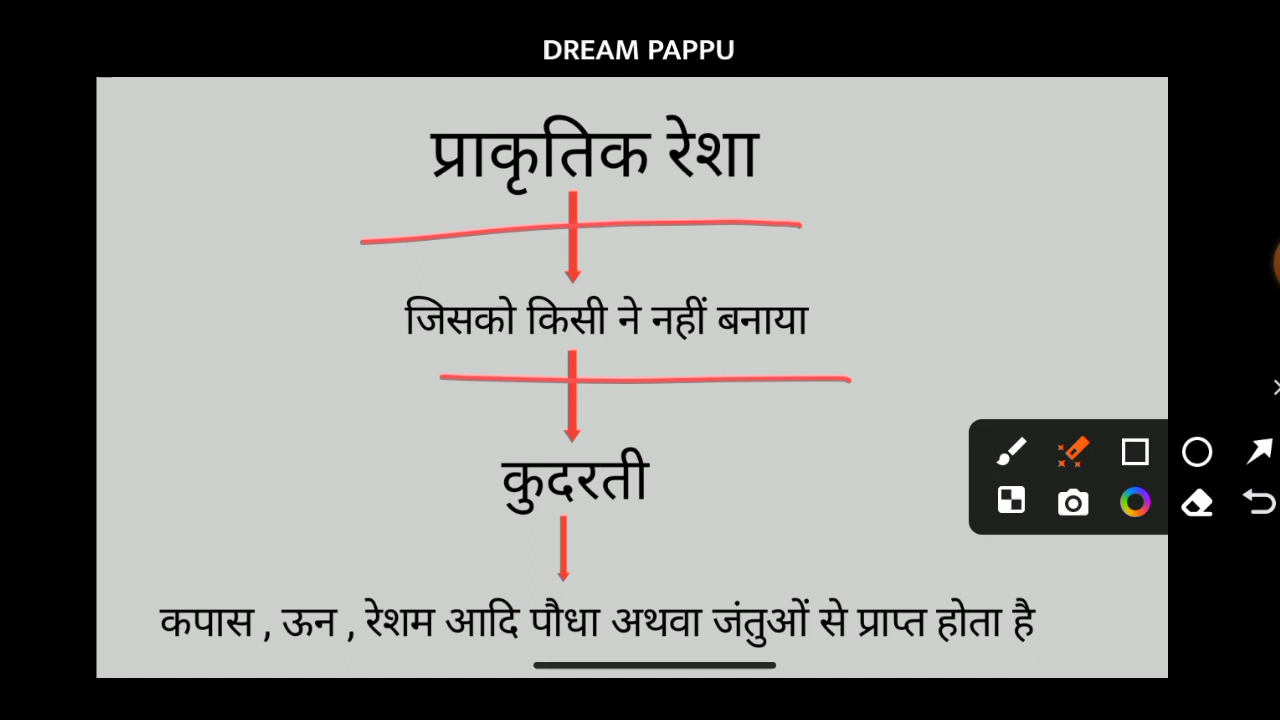 DREAM PAPPU
प्राकृतिक रेशा
जिसको किसी ने नहीं बनाया
कुदरती
कपास , ऊन , रेशम आदि पौधा अथवा जंतुओं से प्राप्त होता है